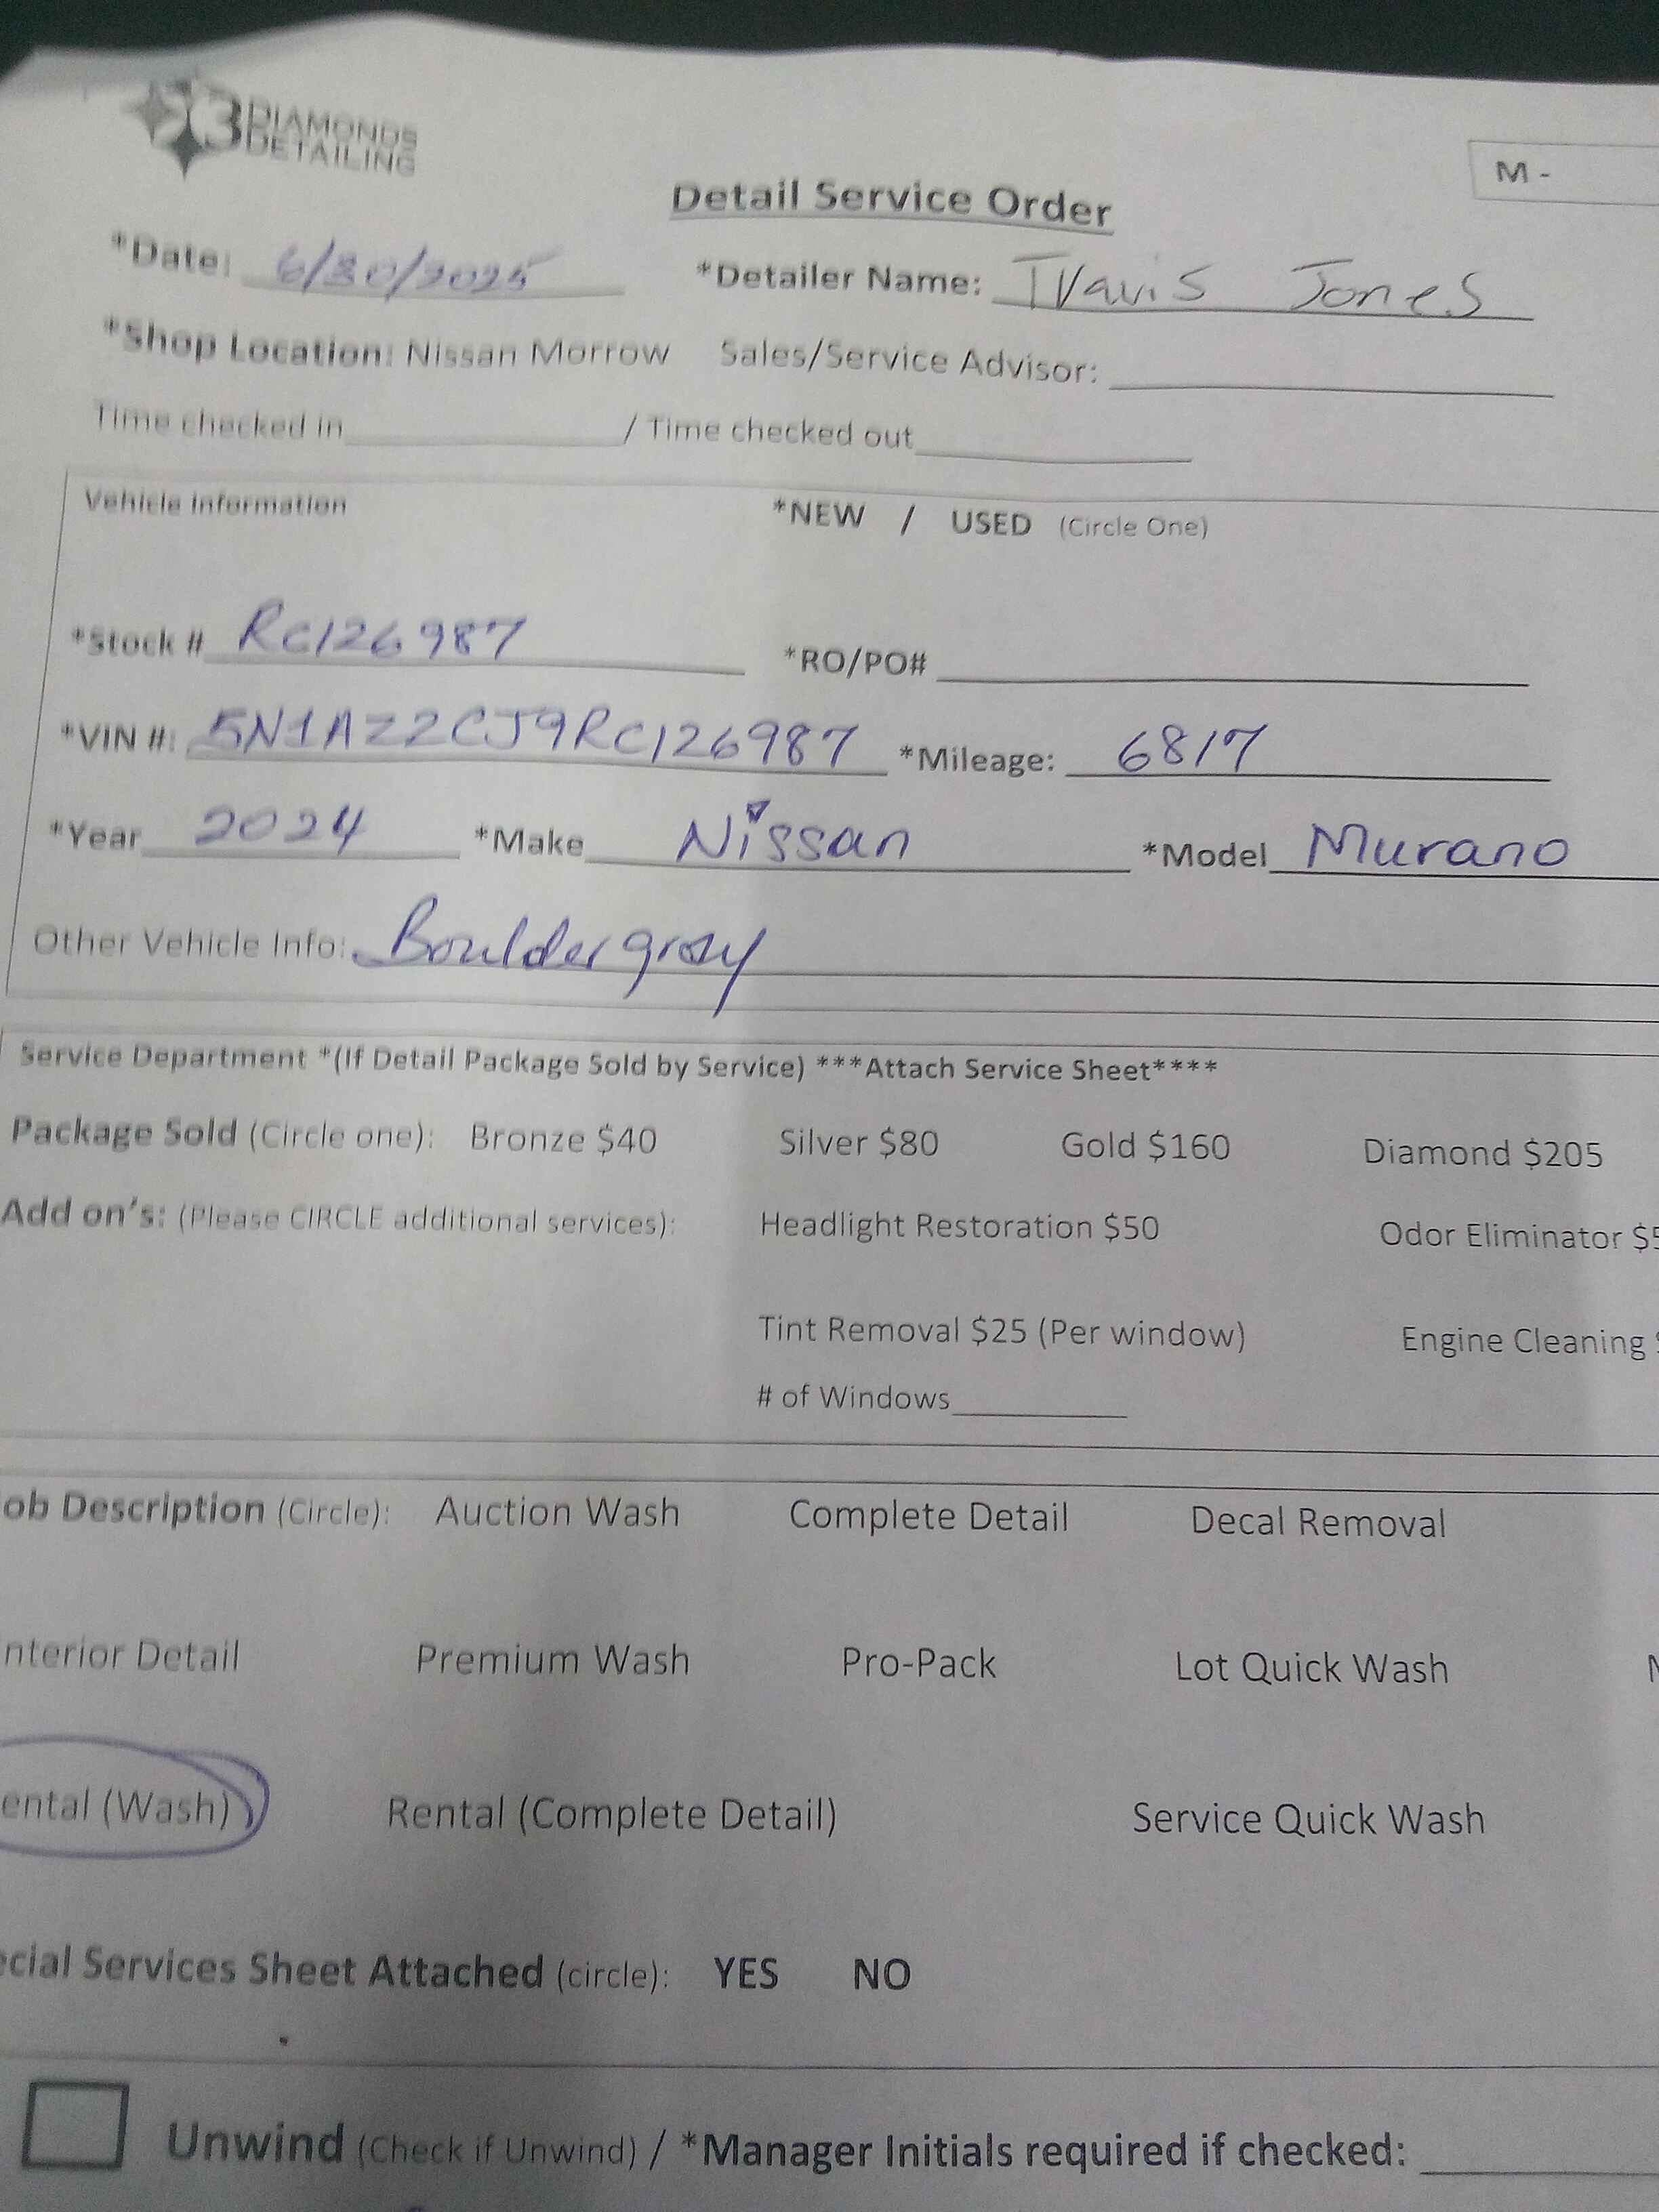 3 DIAMONDS
DETAILING
M -
Detail Service Order
*Date: 6/30/2025 *Detailer Name: Travis Jones
*Shop Location: Nissan Morrow Sales/Service Advisor:
Time checked in / Time checked out
Vehicle Information *NEW / USED (Circle One)
*Stock # RC126987 *RO/PO#
*VIN #: 5N1AZ2CJ9RC126987 *Mileage: 6817
*Year 2024 *Make Nissan *Model Murano
Other Vehicle Info: Boulder gray
Service Department *(If Detail Package Sold by Service) ***Attach Service Sheet****
Package Sold (Circle one): Bronze $40 Silver $80 Gold $160 Diamond $205
Add on's: (Please CIRCLE additional services): Headlight Restoration $50 Odor Eliminator $5
Tint Removal $25 (Per window) Engine Cleaning
# of Windows
ob Description (Circle): Auction Wash Complete Detail Decal Removal
nterior Detail Premium Wash Pro-Pack Lot Quick Wash
ental (Wash) Rental (Complete Detail) Service Quick Wash
cial Services Sheet Attached (circle): YES NO
Unwind (Check if Unwind) / *Manager Initials required if checked: